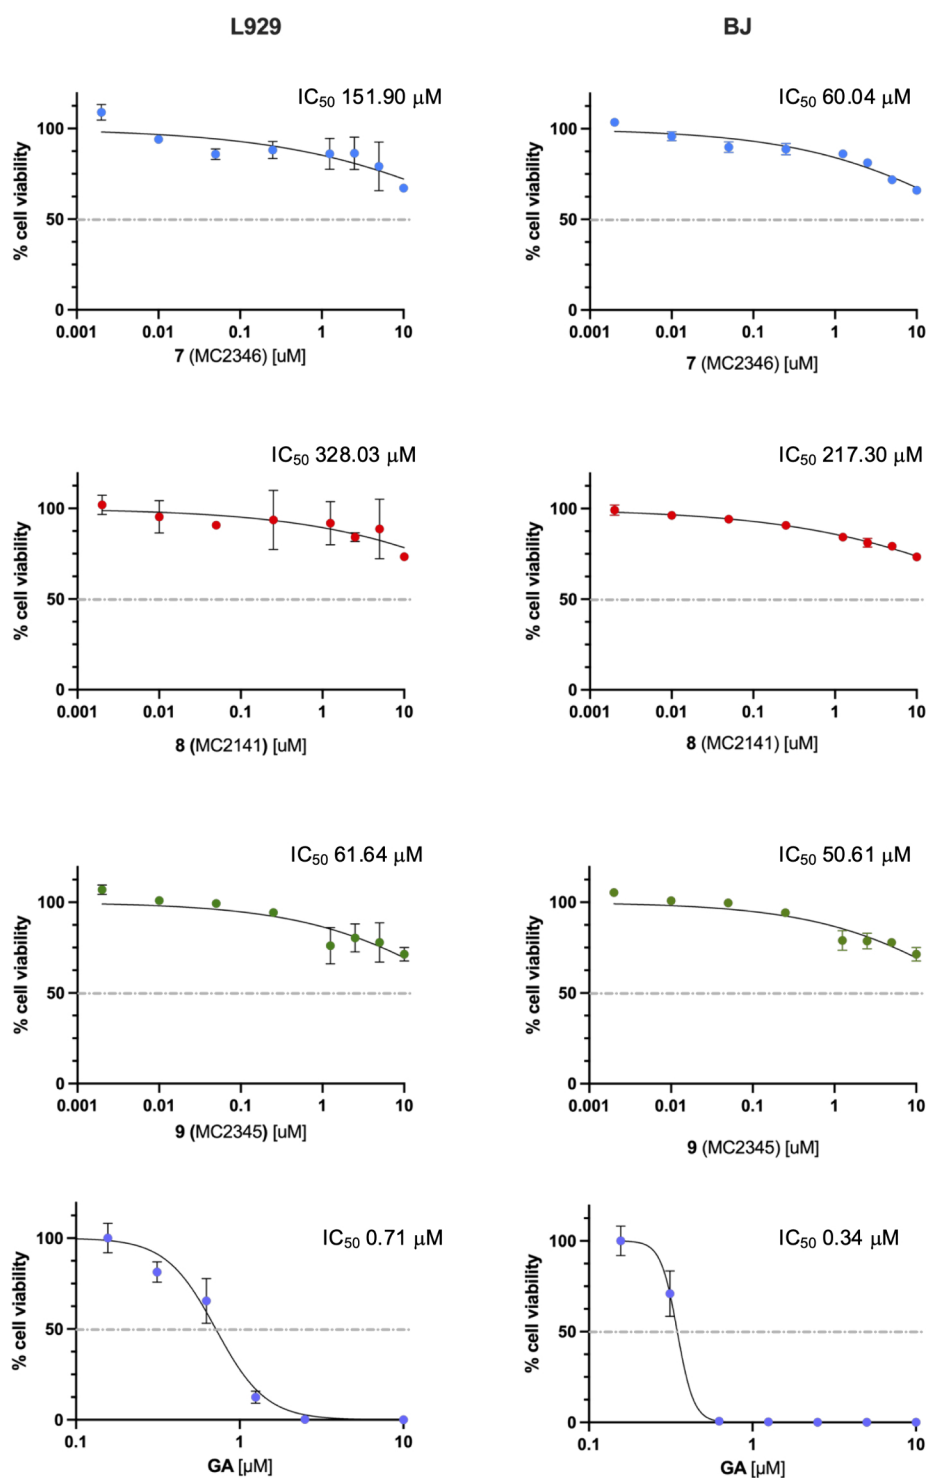 L929
BJ
IC50 151.90 μM
100
50
0
% cell viability
0.001 0.01 0.1 1 10
7 (MC2346) [uM]
IC50 60.04 μM
100
50
0
% cell viability
0.001 0.01 0.1 1 10
7 (MC2346) [uM]
IC50 328.03 μM
100
50
0
% cell viability
0.001 0.01 0.1 1 10
8 (MC2141) [uM]
IC50 217.30 μM
100
50
0
% cell viability
0.001 0.01 0.1 1 10
8 (MC2141) [uM]
IC50 61.64 μM
100
50
0
% cell viability
0.001 0.01 0.1 1 10
9 (MC2345) [uM]
IC50 50.61 μM
100
50
0
% cell viability
0.001 0.01 0.1 1 10
9 (MC2345) [uM]
IC50 0.71 μM
100
50
0
% cell viability
0.1 1 10
GA [μM]
IC50 0.34 μM
100
50
0
% cell viability
0.1 1 10
GA [μM]